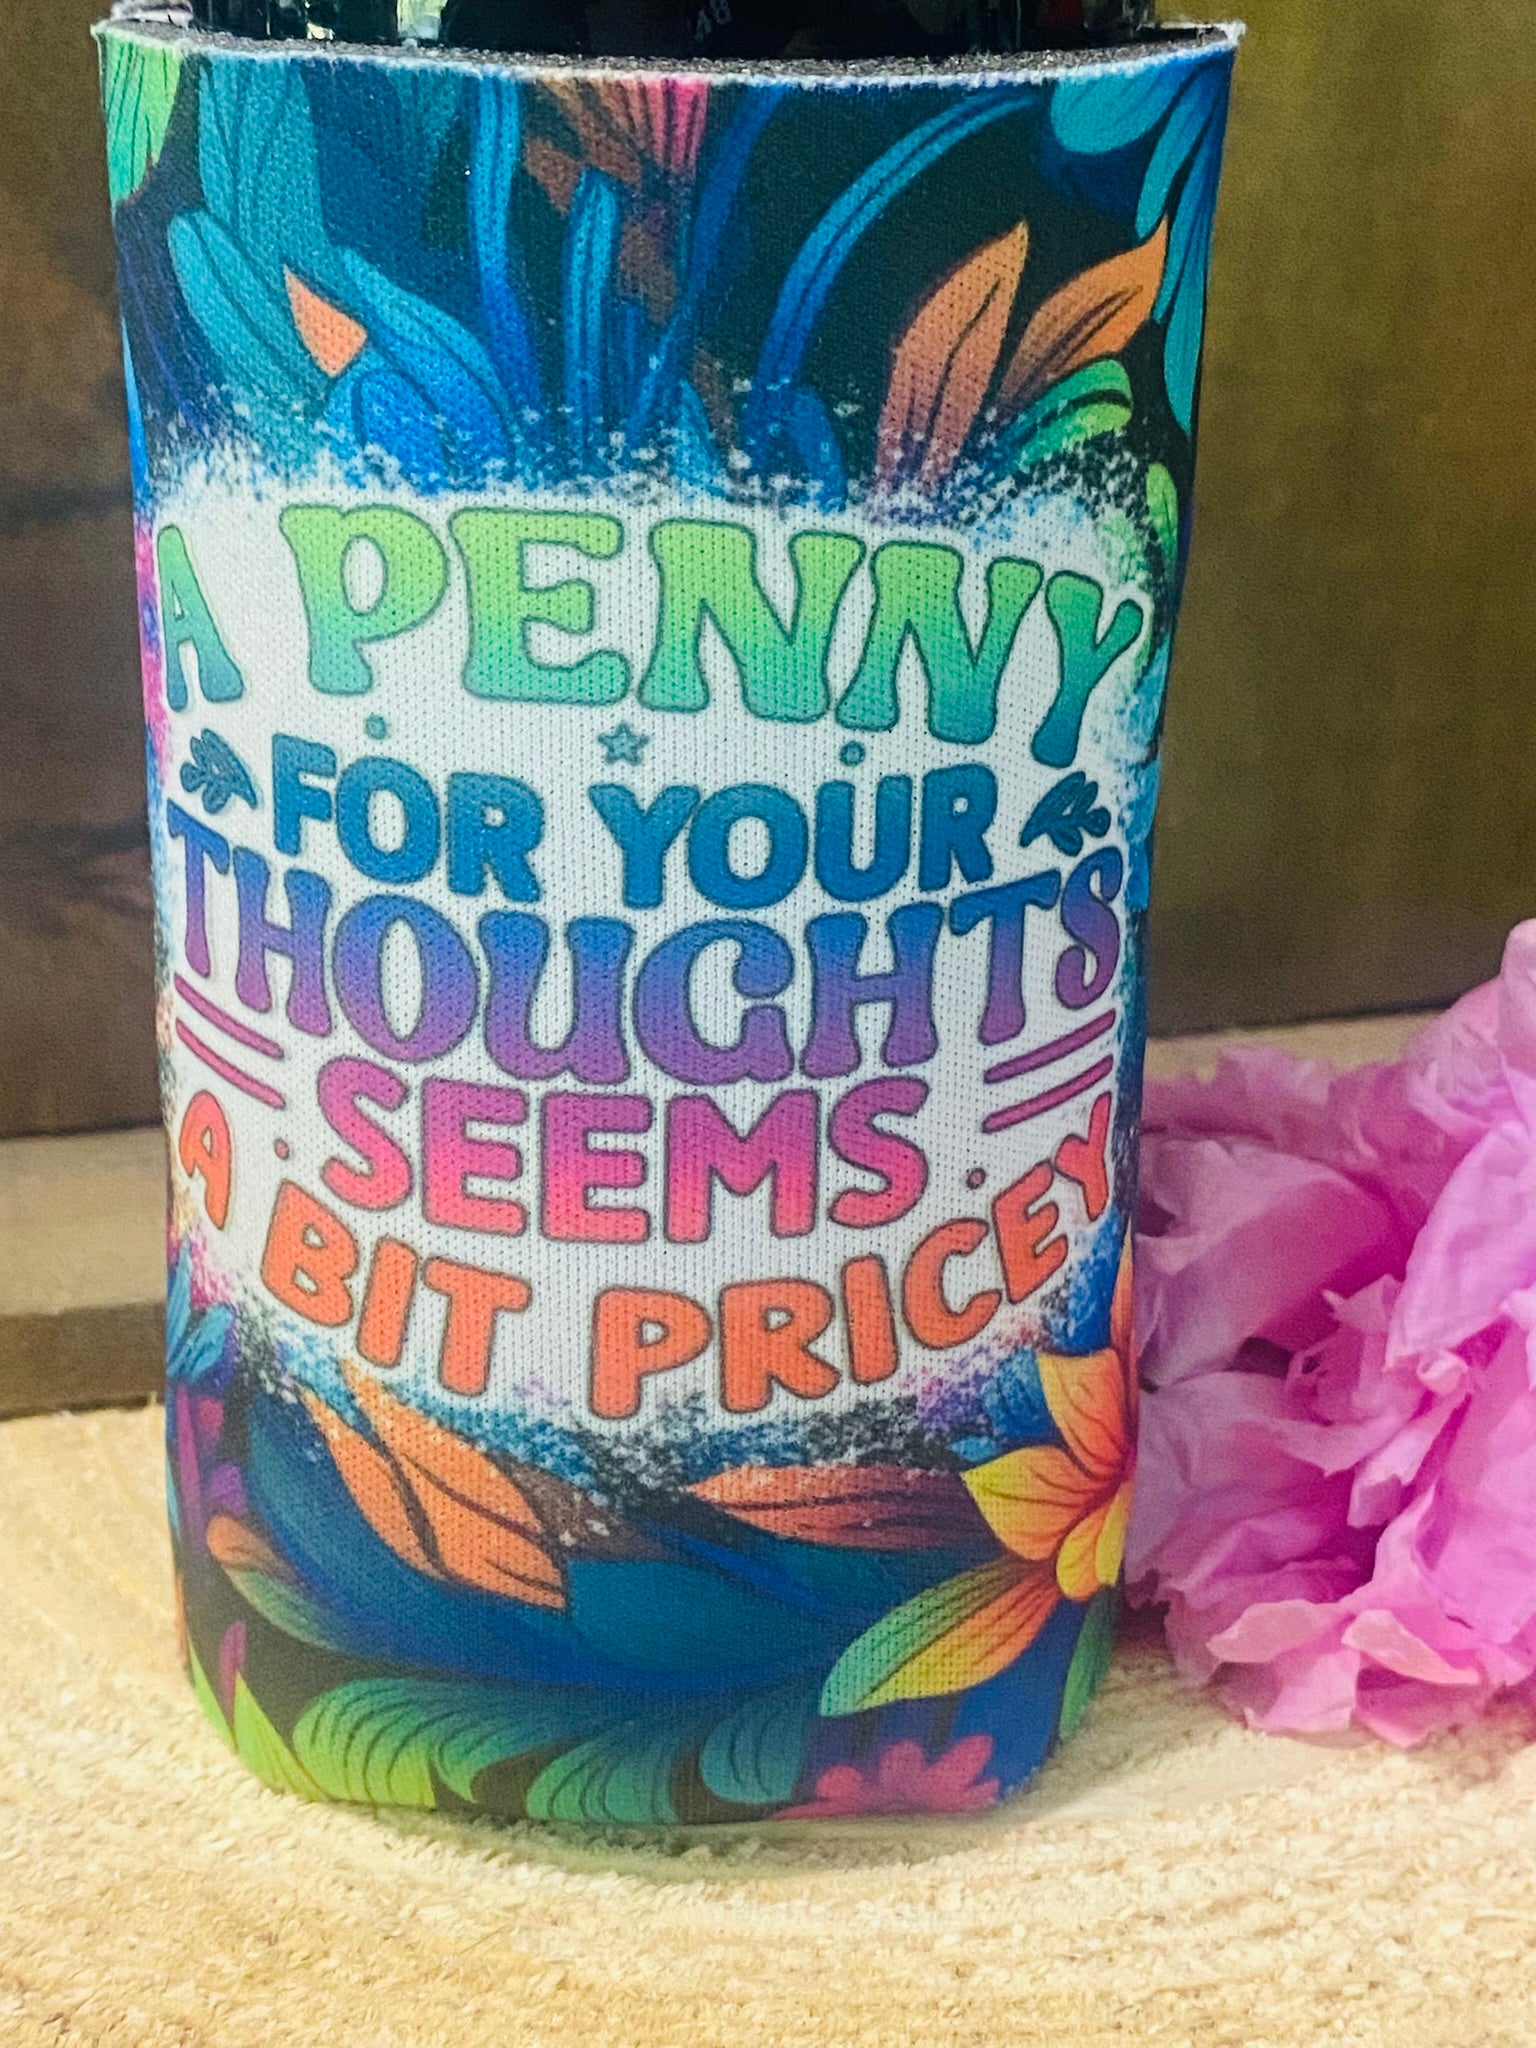 A PENNY
FOR YOUR
THOUGHTS
SEEMS
A BIT PRICEY